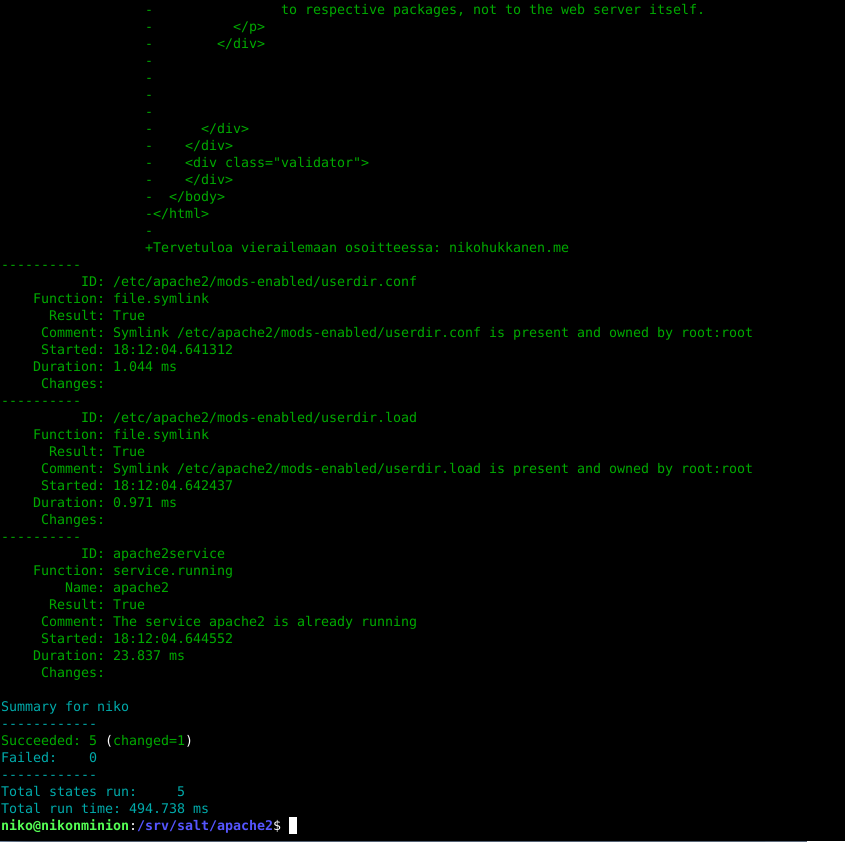 -                to respective packages, not to the web server itself.
-          </p>
-        </div>
-
-
-
-
-      </div>
-    </div>
-    <div class="validator">
-    </div>
-  </body>
-</html>
-
+Tervetuloa vierailemaan osoitteessa: nikohukkanen.me
----------
          ID: /etc/apache2/mods-enabled/userdir.conf
    Function: file.symlink
      Result: True
     Comment: Symlink /etc/apache2/mods-enabled/userdir.conf is present and owned by root:root
     Started: 18:12:04.641312
    Duration: 1.044 ms
     Changes:
----------
          ID: /etc/apache2/mods-enabled/userdir.load
    Function: file.symlink
      Result: True
     Comment: Symlink /etc/apache2/mods-enabled/userdir.load is present and owned by root:root
     Started: 18:12:04.642437
    Duration: 0.971 ms
     Changes:
----------
          ID: apache2service
    Function: service.running
        Name: apache2
      Result: True
     Comment: The service apache2 is already running
     Started: 18:12:04.644552
    Duration: 23.837 ms
     Changes:

Summary for niko
------------
Succeeded: 5 (changed=1)
Failed:    0
------------
Total states run:     5
Total run time: 494.738 ms
niko@nikonminion:/srv/salt/apache2$